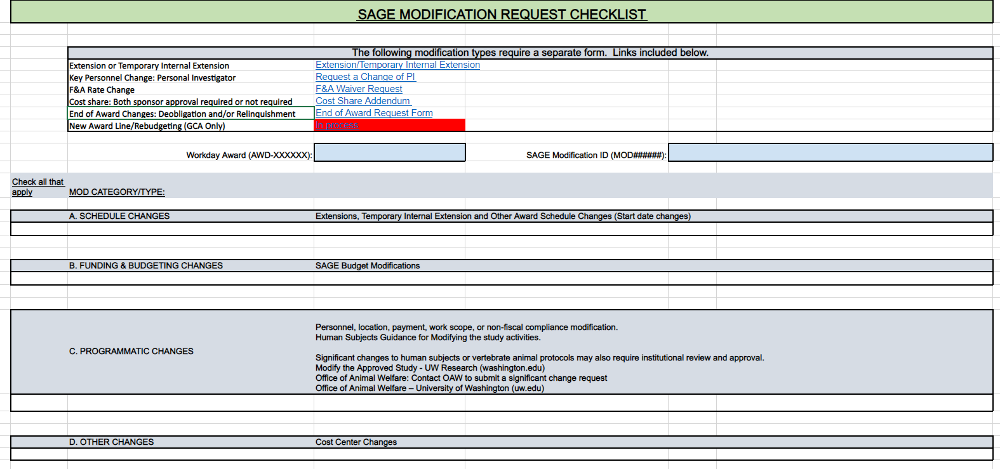 SAGE MODIFICATION REQUEST CHECKLIST
The following modification types require a separate form.  Links included below.
Extension or Temporary Internal Extension Extension/Temporary Internal Extension
Key Personnel Change: Personal Investigator Request a Change of PI
F&A Rate Change F&A Waiver Request
Cost share: Both sponsor approval required or not required Cost Share Addendum
End of Award Changes: Deobligation and/or Relinquishment End of Award Request Form
New Award Line/Rebudgeting (GCA Only) In process
Workday Award (AWD-XXXXXX): SAGE Modification ID (MOD######):
Check all that
apply MOD CATEGORY/TYPE:
A. SCHEDULE CHANGES Extensions, Temporary Internal Extension and Other Award Schedule Changes (Start date changes)
B. FUNDING & BUDGETING CHANGES SAGE Budget Modifications
Personnel, location, payment, work scope, or non-fiscal compliance modification.
Human Subjects Guidance for Modifying the study activities.
C. PROGRAMMATIC CHANGES
Significant changes to human subjects or vertebrate animal protocols may also require institutional review and approval.
Modify the Approved Study - UW Research (washington.edu)
Office of Animal Welfare: Contact OAW to submit a significant change request
Office of Animal Welfare – University of Washington (uw.edu)
D. OTHER CHANGES Cost Center Changes